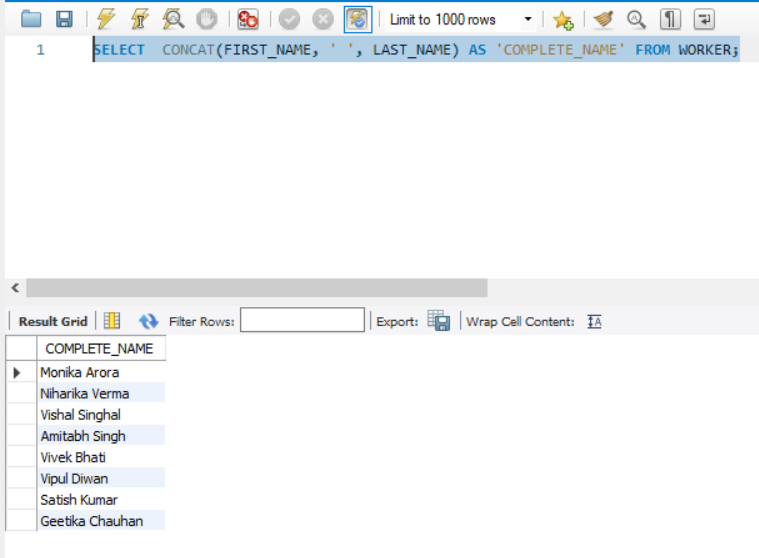 Limit to 1000 rows
1 SELECT CONCAT(FIRST_NAME, ' ', LAST_NAME) AS 'COMPLETE_NAME' FROM WORKER;
Result Grid Filter Rows: Export: Wrap Cell Content: IA
COMPLETE_NAME
Monika Arora
Niharika Verma
Vishal Singhal
Amitabh Singh
Vivek Bhati
Vipul Diwan
Satish Kumar
Geetika Chauhan